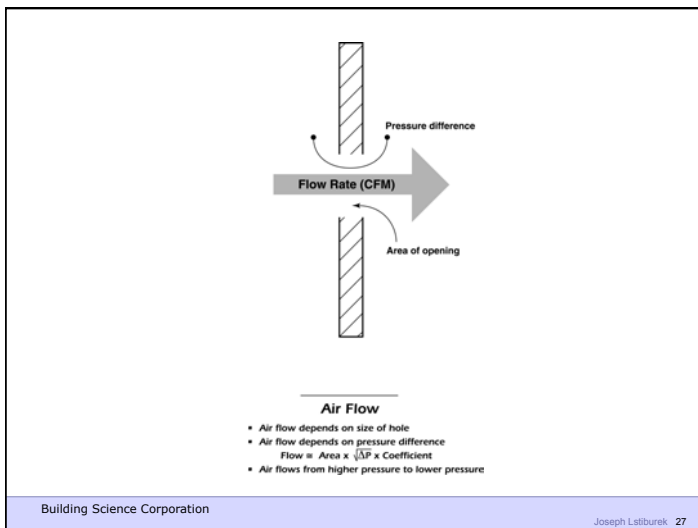 Pressure difference
Flow Rate (CFM)
Area of opening
Air Flow
• Air flow depends on size of hole
• Air flow depends on pressure difference
Flow = Area x √ΔP x Coefficient
• Air flows from higher pressure to lower pressure
Building Science Corporation
Joseph Lstiburek 27